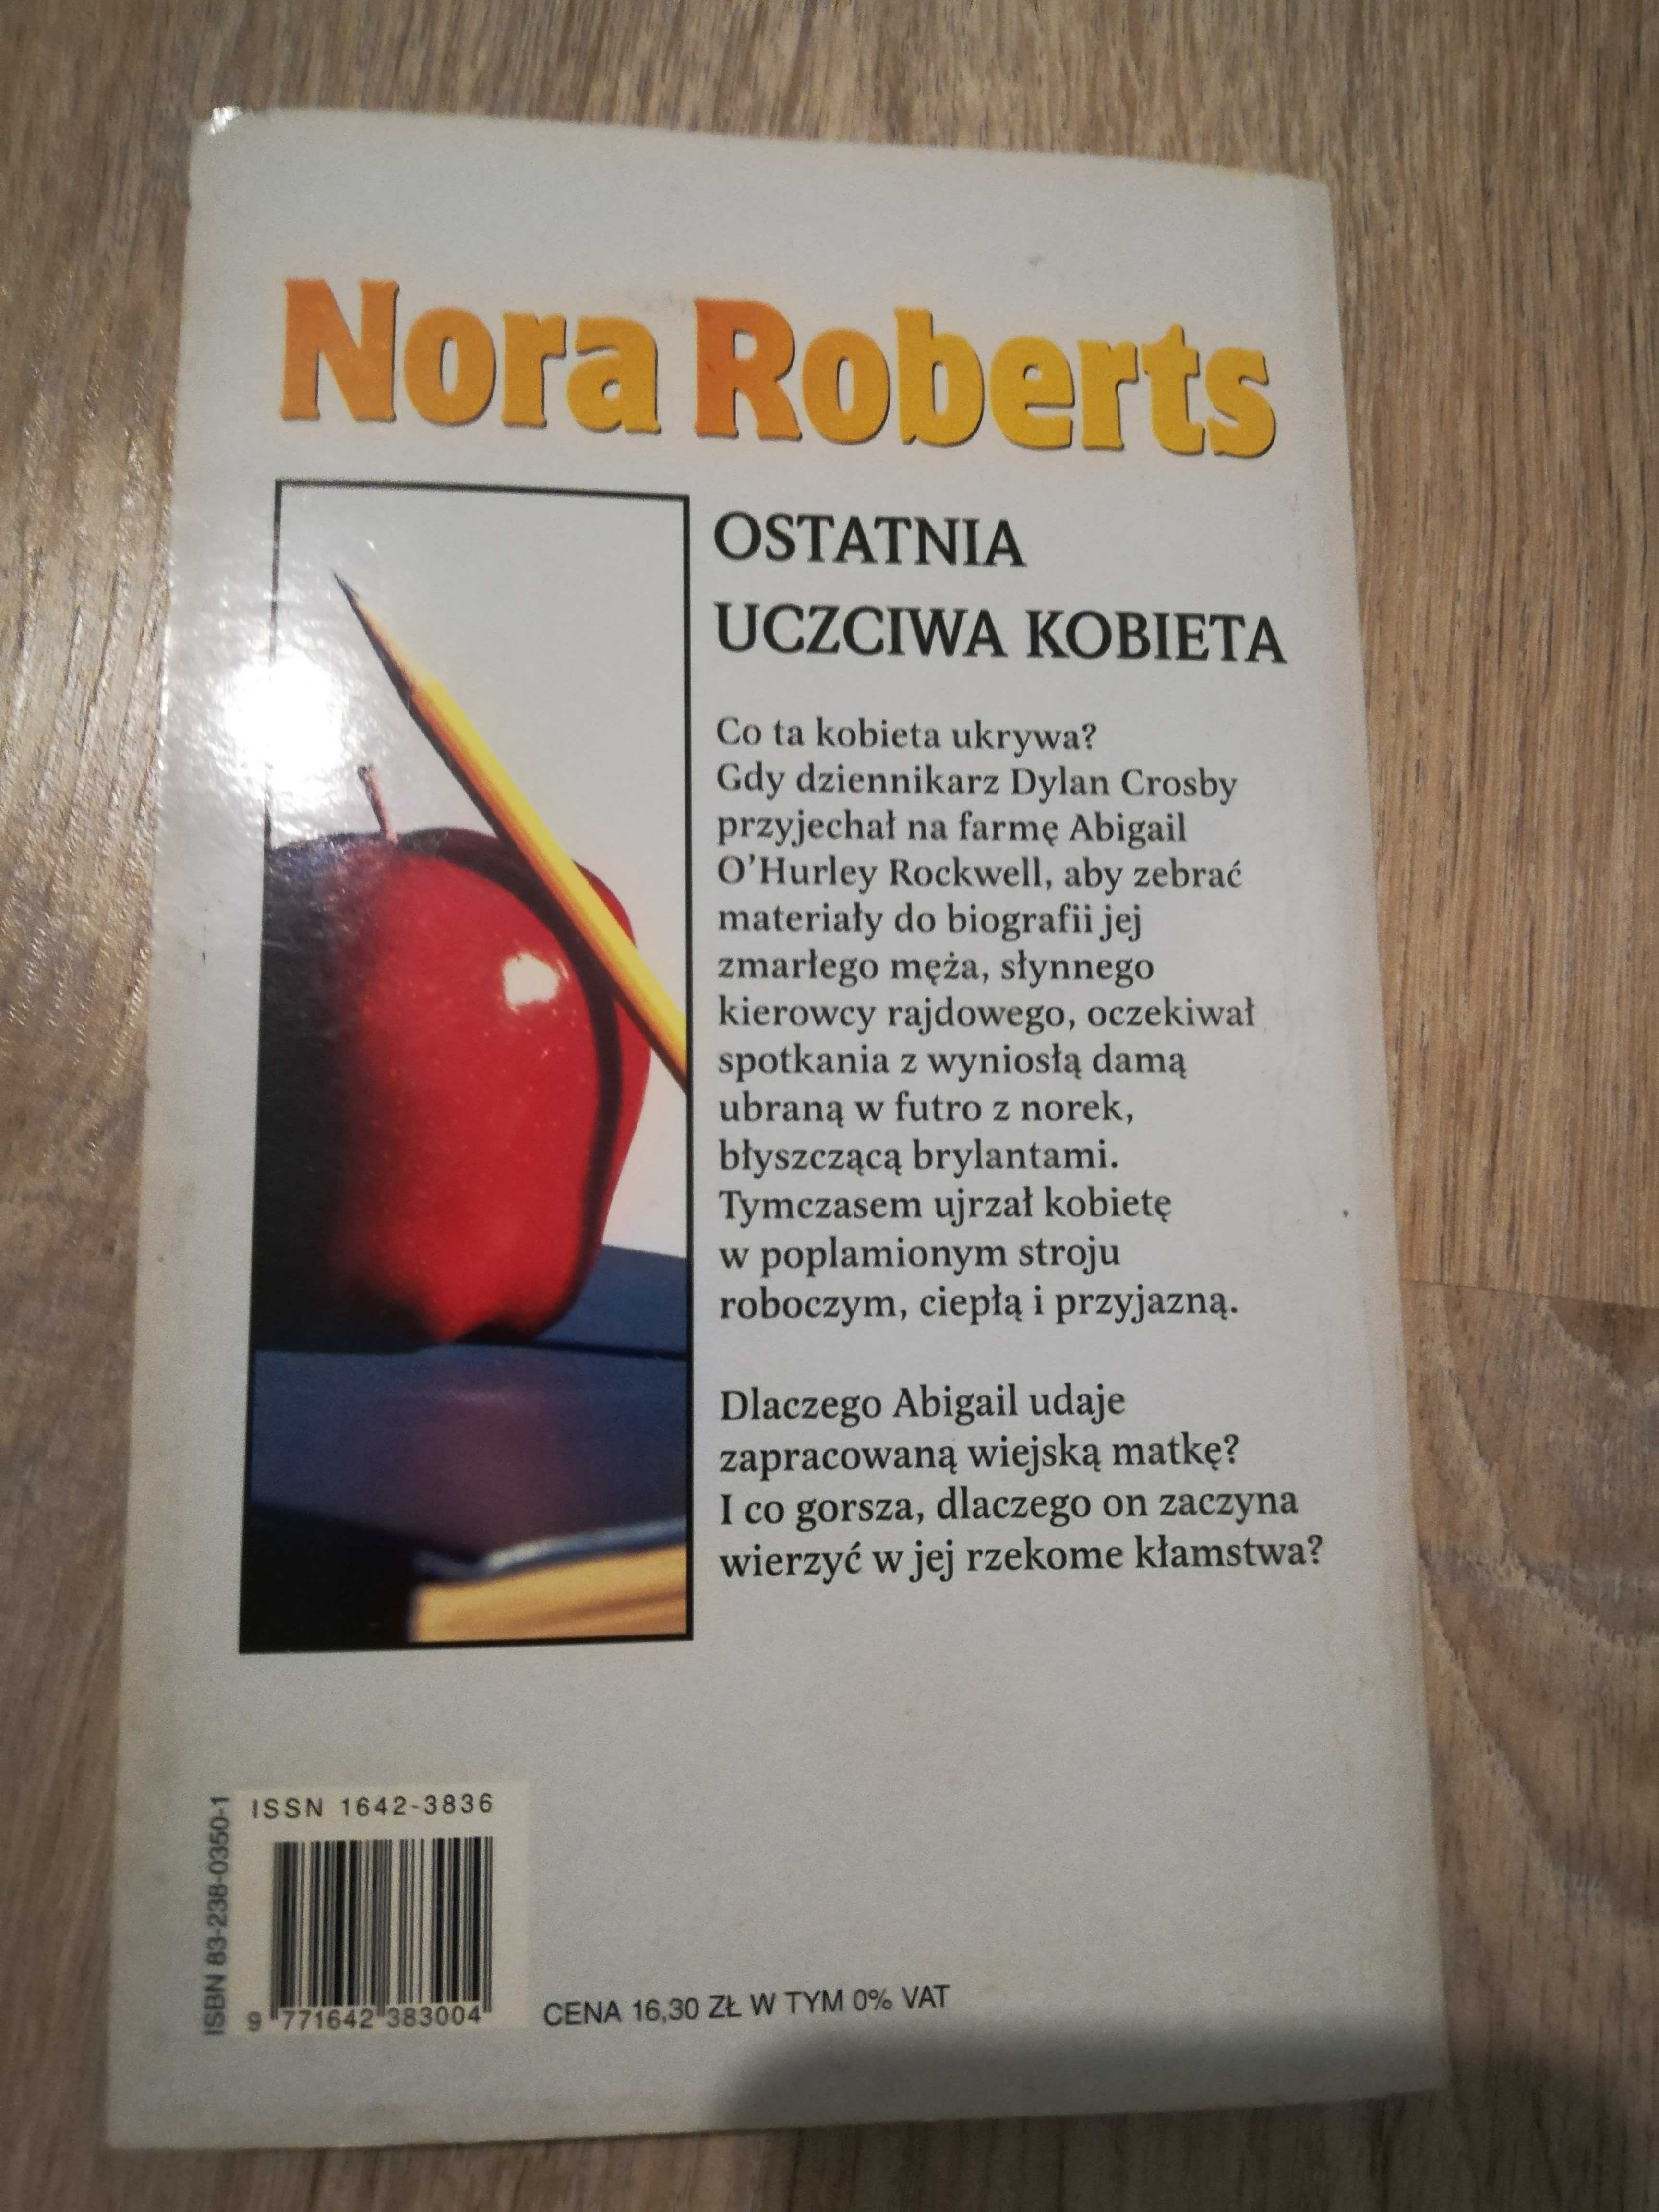 Nora Roberts
OSTATNIA
UCZCIWA KOBIETA
Co ta kobieta ukrywa?
Gdy dziennikarz Dylan Crosby
przyjechał na farmę Abigail
O'Hurley Rockwell, aby zebrać
materiały do biografii jej
zmarłego męża, słynnego
kierowcy rajdowego, oczekiwał
spotkania z wyniosłą damą
ubraną w futro z norek,
błyszczącą brylantami.
Tymczasem ujrzał kobietę
w poplamionym stroju
roboczym, ciepłą i przyjazną.
Dlaczego Abigail udaje
zapracowaną wiejską matkę?
I co gorsza, dlaczego on zaczyna
wierzyć w jej rzekome kłamstwa?
ISBN 83-238-0350-1
ISSN 1642-3836
9 771642 383004
CENA 16,30 ZŁ W TYM 0% VAT